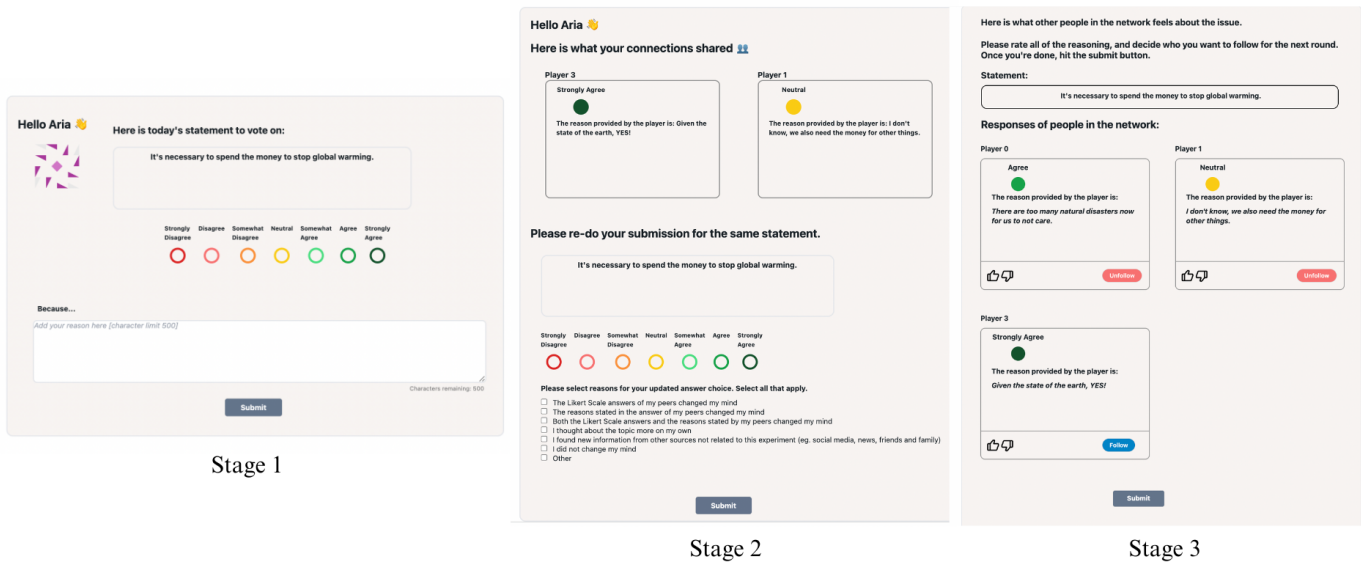 Hello Aria 👋
Here is today's statement to vote on:
It's necessary to spend the money to stop global warming.
Strongly Disagree
Disagree
Somewhat Disagree
Neutral
Somewhat Agree
Agree
Strongly Agree
Because...
Add your reason here [character limit 500]
Characters remaining: 500
Submit
Stage 1
Hello Aria 👋
Here is what your connections shared 👥
Player 3
Strongly Agree
The reason provided by the player is: Given the
state of the earth, YES!
Player 1
Neutral
The reason provided by the player is: I don't
know, we also need the money for other things.
Please re-do your submission for the same statement.
It's necessary to spend the money to stop global warming.
Strongly Disagree
Disagree
Somewhat Disagree
Neutral
Somewhat Agree
Agree
Strongly Agree
Please select reasons for your updated answer choice. Select all that apply.
The Likert Scale answers of my peers changed my mind
The reasons stated in the answer of my peers changed my mind
Both the Likert Scale answers and the reasons stated by my peers changed my mind
I thought about the topic more on my own
I found new information from other sources not related to this experiment (eg. social media, news, friends and family)
I did not change my mind
Other
Submit
Stage 2
Here is what other people in the network feels about the issue.
Please rate all of the reasoning, and decide who you want to follow for the next round.
Once you're done, hit the submit button.
Statement:
It's necessary to spend the money to stop global warming.
Responses of people in the network:
Player 0
Agree
The reason provided by the player is:
There are too many natural disasters now
for us to not care.
Unfollow
Player 1
Neutral
The reason provided by the player is:
I don't know, we also need the money for
other things.
Unfollow
Player 3
Strongly Agree
The reason provided by the player is:
Given the state of the earth, YES!
Follow
Submit
Stage 3